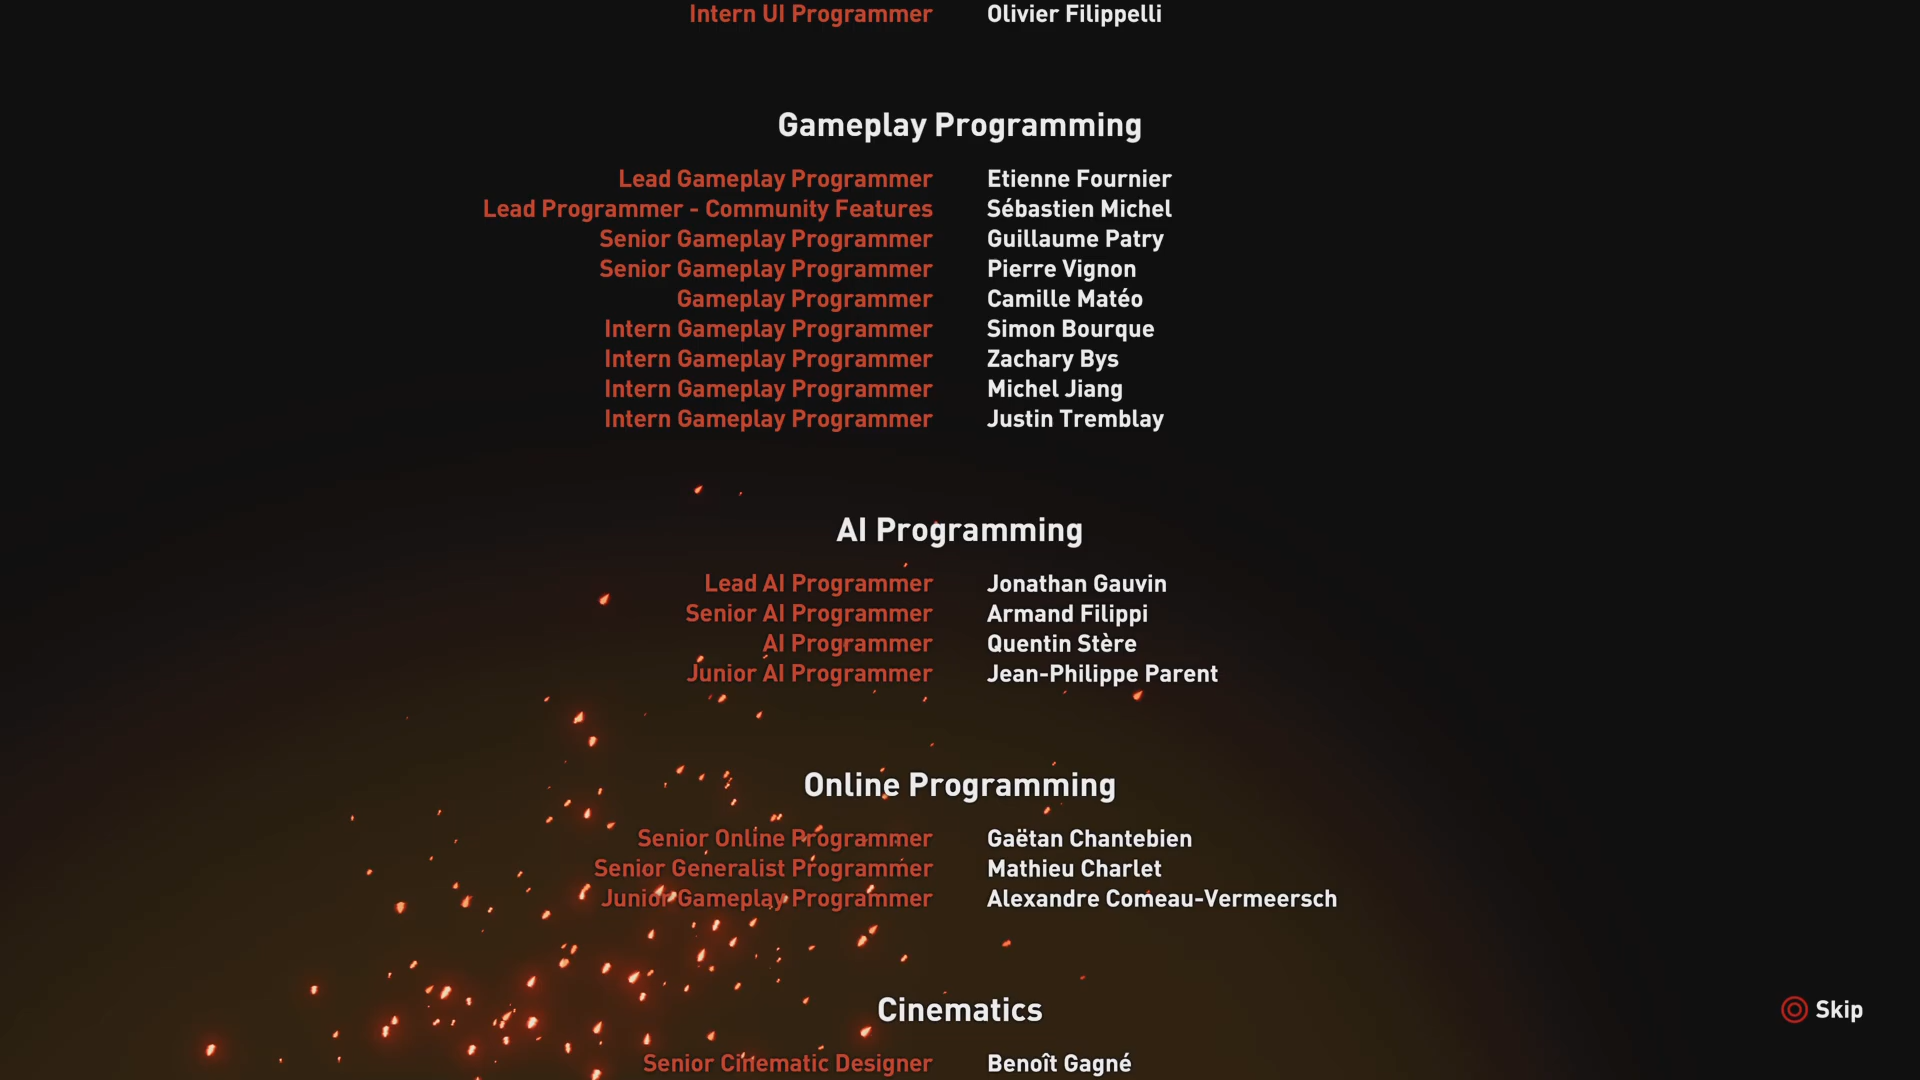 Intern UI Programmer Olivier Filippelli
Gameplay Programming
Lead Gameplay Programmer Etienne Fournier
Lead Programmer - Community Features Sébastien Michel
Senior Gameplay Programmer Guillaume Patry
Senior Gameplay Programmer Pierre Vignon
Gameplay Programmer Camille Matéo
Intern Gameplay Programmer Simon Bourque
Intern Gameplay Programmer Zachary Bys
Intern Gameplay Programmer Michel Jiang
Intern Gameplay Programmer Justin Tremblay
AI Programming
Lead AI Programmer Jonathan Gauvin
Senior AI Programmer Armand Filippi
AI Programmer Quentin Stère
Junior AI Programmer Jean-Philippe Parent
Online Programming
Senior Online Programmer Gaëtan Chantebien
Senior Generalist Programmer Mathieu Charlet
Junior Gameplay Programmer Alexandre Comeau-Vermeersch
Cinematics
Skip
Senior Cinematic Designer Benoît Gagné